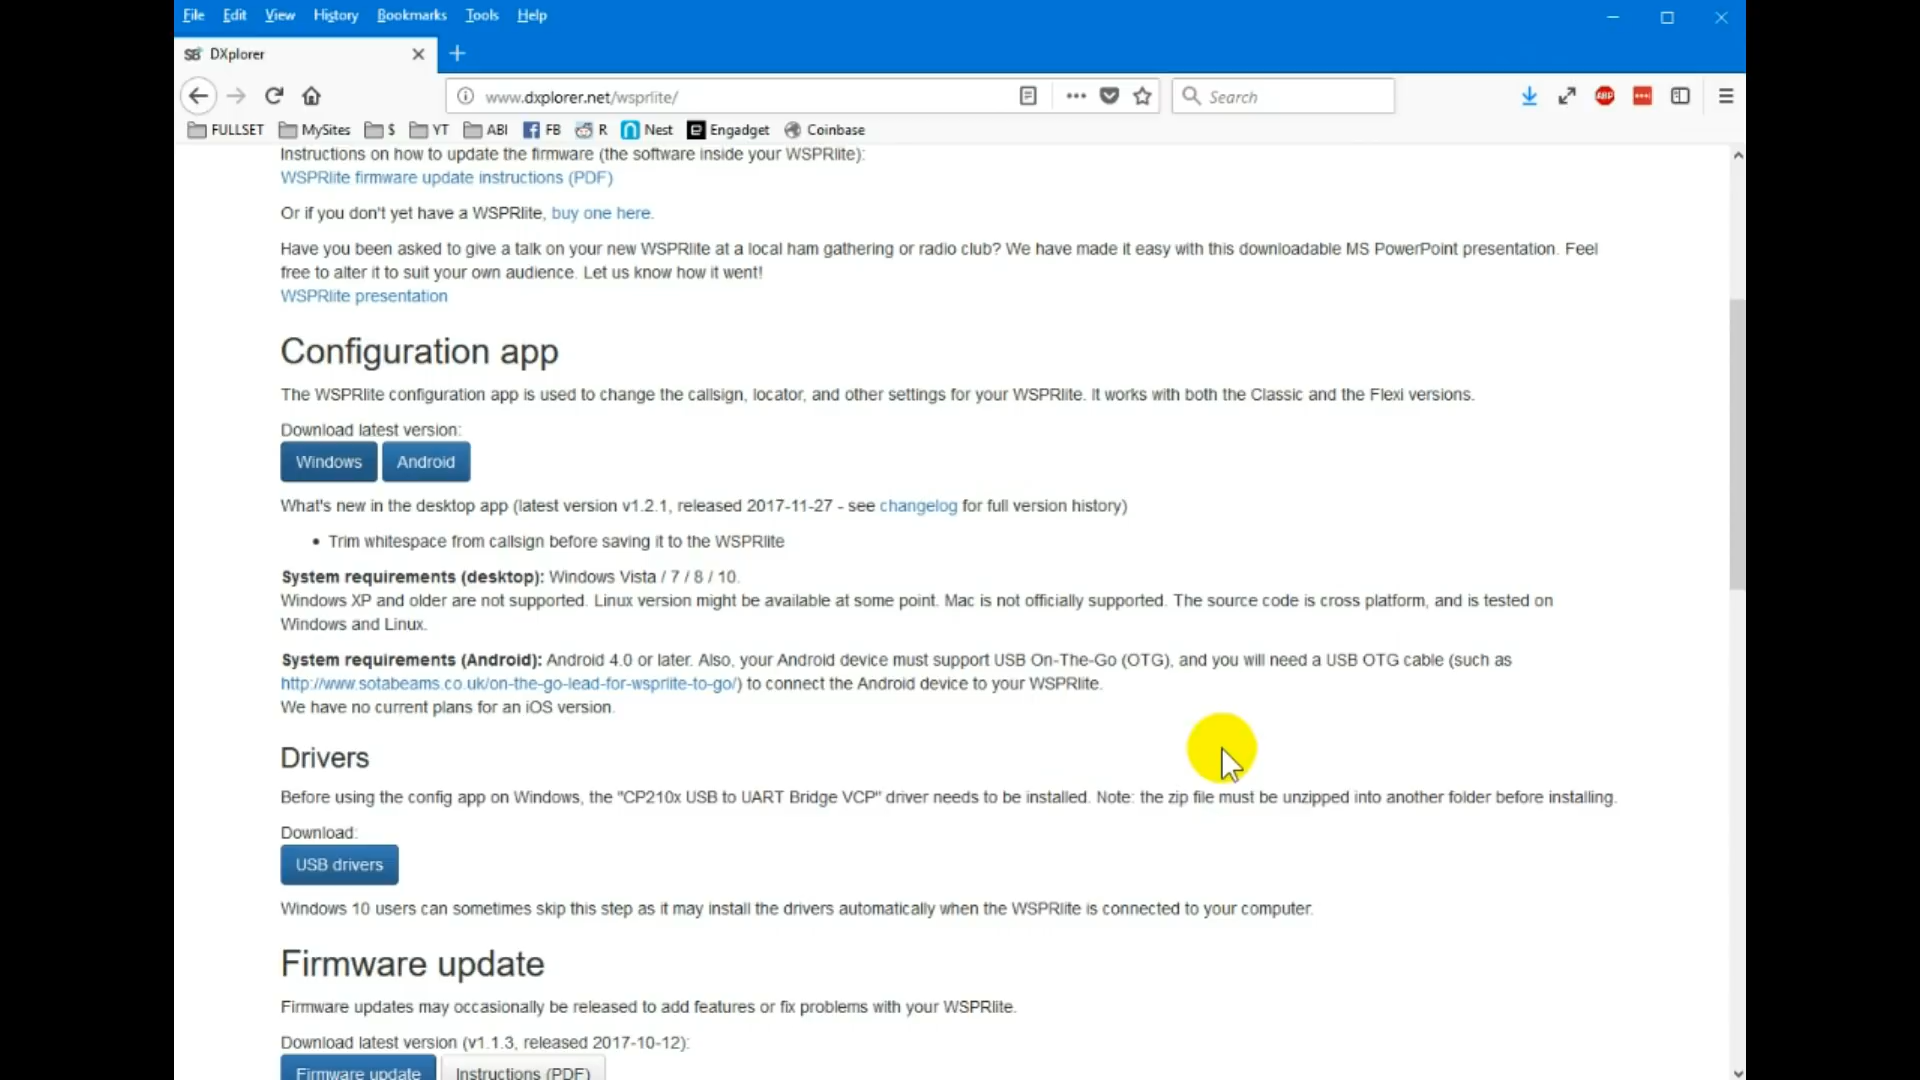 File Edit View History Bookmarks Tools Help
SB DXplorer
www.dxplorer.net/wsprlite/
Search
ABP
FULLSET MySites $ YT ABI FB R Nest Engadget Coinbase
Instructions on how to update the firmware (the software inside your WSPRlite):
WSPRlite firmware update instructions (PDF)
Or if you don't yet have a WSPRlite, buy one here.
Have you been asked to give a talk on your new WSPRlite at a local ham gathering or radio club? We have made it easy with this downloadable MS PowerPoint presentation. Feel
free to alter it to suit your own audience. Let us know how it went!
WSPRlite presentation
Configuration app
The WSPRlite configuration app is used to change the callsign, locator, and other settings for your WSPRlite. It works with both the Classic and the Flexi versions.
Download latest version:
Windows Android
What's new in the desktop app (latest version v1.2.1, released 2017-11-27 - see changelog for full version history)
• Trim whitespace from callsign before saving it to the WSPRlite
System requirements (desktop): Windows Vista / 7 / 8 / 10.
Windows XP and older are not supported. Linux version might be available at some point. Mac is not officially supported. The source code is cross platform, and is tested on
Windows and Linux.
System requirements (Android): Android 4.0 or later. Also, your Android device must support USB On-The-Go (OTG), and you will need a USB OTG cable (such as
http://www.sotabeams.co.uk/on-the-go-lead-for-wsprlite-to-go/) to connect the Android device to your WSPRlite.
We have no current plans for an iOS version.
Drivers
Before using the config app on Windows, the "CP210x USB to UART Bridge VCP" driver needs to be installed. Note: the zip file must be unzipped into another folder before installing.
Download:
USB drivers
Windows 10 users can sometimes skip this step as it may install the drivers automatically when the WSPRlite is connected to your computer.
Firmware update
Firmware updates may occasionally be released to add features or fix problems with your WSPRlite.
Download latest version (v1.1.3, released 2017-10-12):
Firmware update Instructions (PDF)